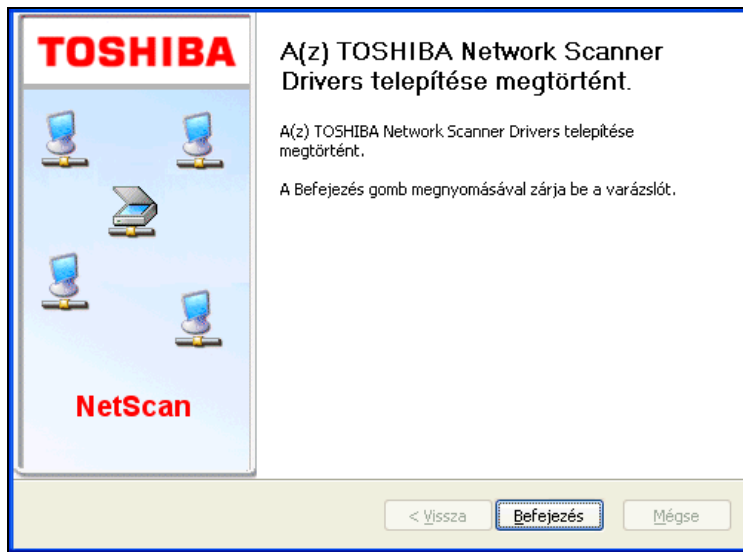 TOSHIBA
NetScan
A(z) TOSHIBA Network Scanner
Drivers telepítése megtörtént.
A(z) TOSHIBA Network Scanner Drivers telepítése
megtörtént.
A Befejezés gomb megnyomásával zárja be a varázslót.
< Vissza
Befejezés
Mégse